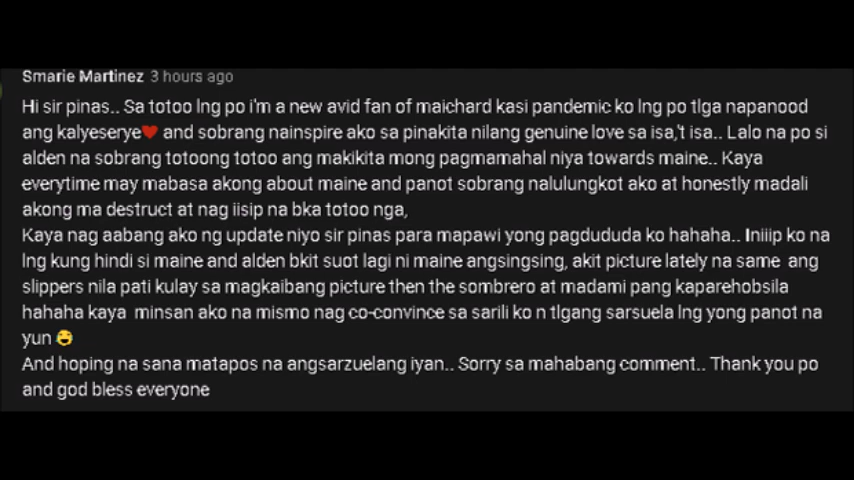 Smarie Martinez 3 hours ago
Hi sir pinas.. Sa totoo lng po i'm a new avid fan of maichard kasi pandemic ko lng po tlga napanood
ang kalyeserye❤️ and sobrang nainspire ako sa pinakita nilang genuine love sa isa,'t isa.. Lalo na po si
alden na sobrang totoong totoo ang makikita mong pagmamahal niya towards maine.. Kaya
everytime may mabasa akong about maine and panot sobrang nalulungkot ako at honestly madali
akong ma destruct at nag iisip na bka totoo nga,
Kaya nag aabang ako ng update niyo sir pinas para mapawi yong pagdududa ko hahaha.. Iniiip ko na
lng kung hindi si maine and alden bkit suot lagi ni maine angsingsing, akit picture lately na same ang
slippers nila pati kulay sa magkaibang picture then the sombrero at madami pang kaparehobsila
hahaha kaya minsan ako na mismo nag co-convince sa sarili ko n tlgang sarsuela lng yong panot na
yun 😂
And hoping na sana matapos na angsarzuelang iyan.. Sorry sa mahabang comment.. Thank you po
and god bless everyone